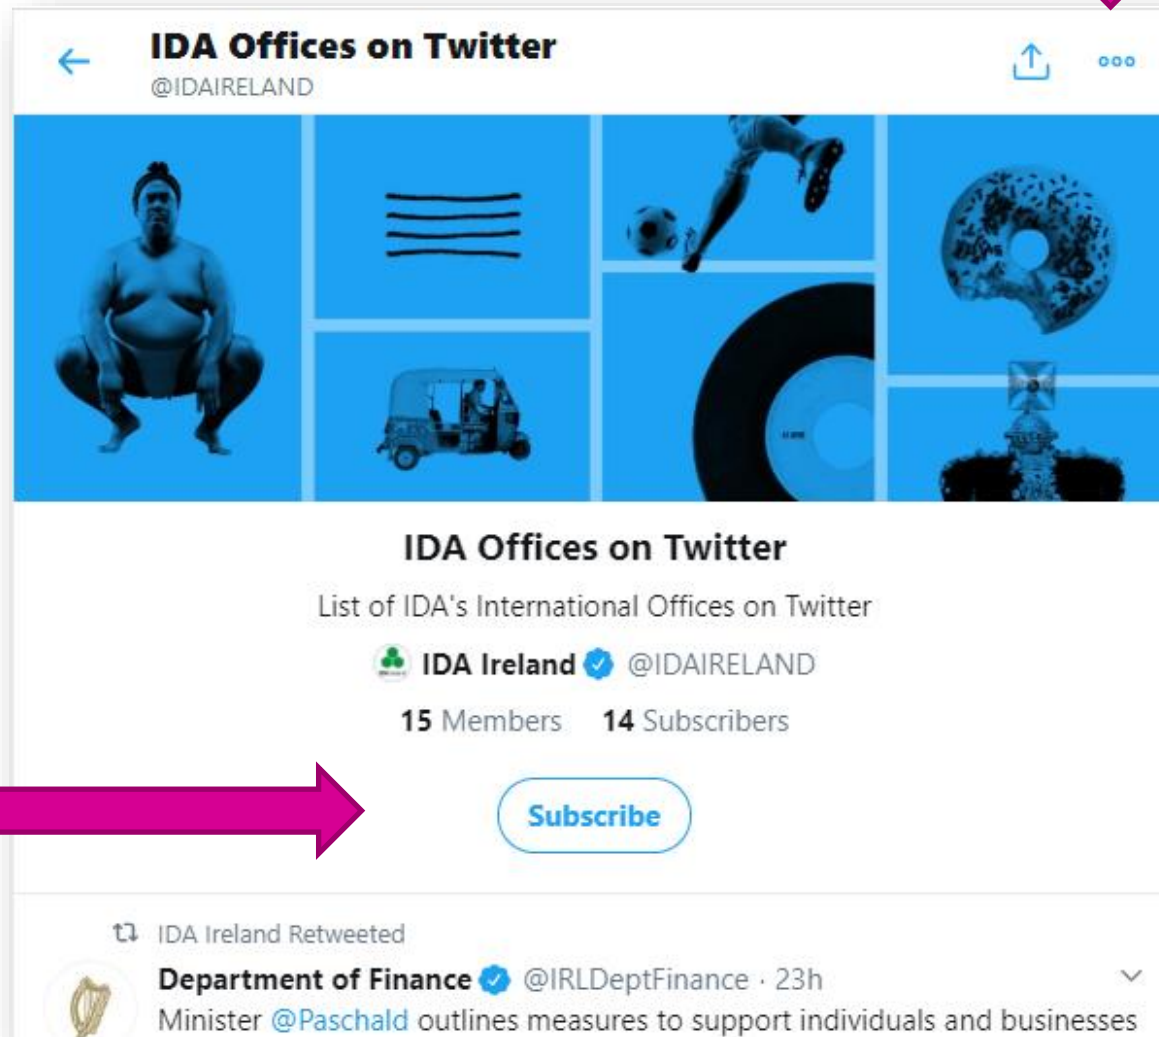 IDA Offices on Twitter
@IDAIRELAND
IDA Offices on Twitter
List of IDA's International Offices on Twitter
IDA Ireland @IDAIRELAND
15 Members 14 Subscribers
Subscribe
IDA Ireland Retweeted
Department of Finance @IRLDeptFinance · 23h
Minister @Paschald outlines measures to support individuals and businesses